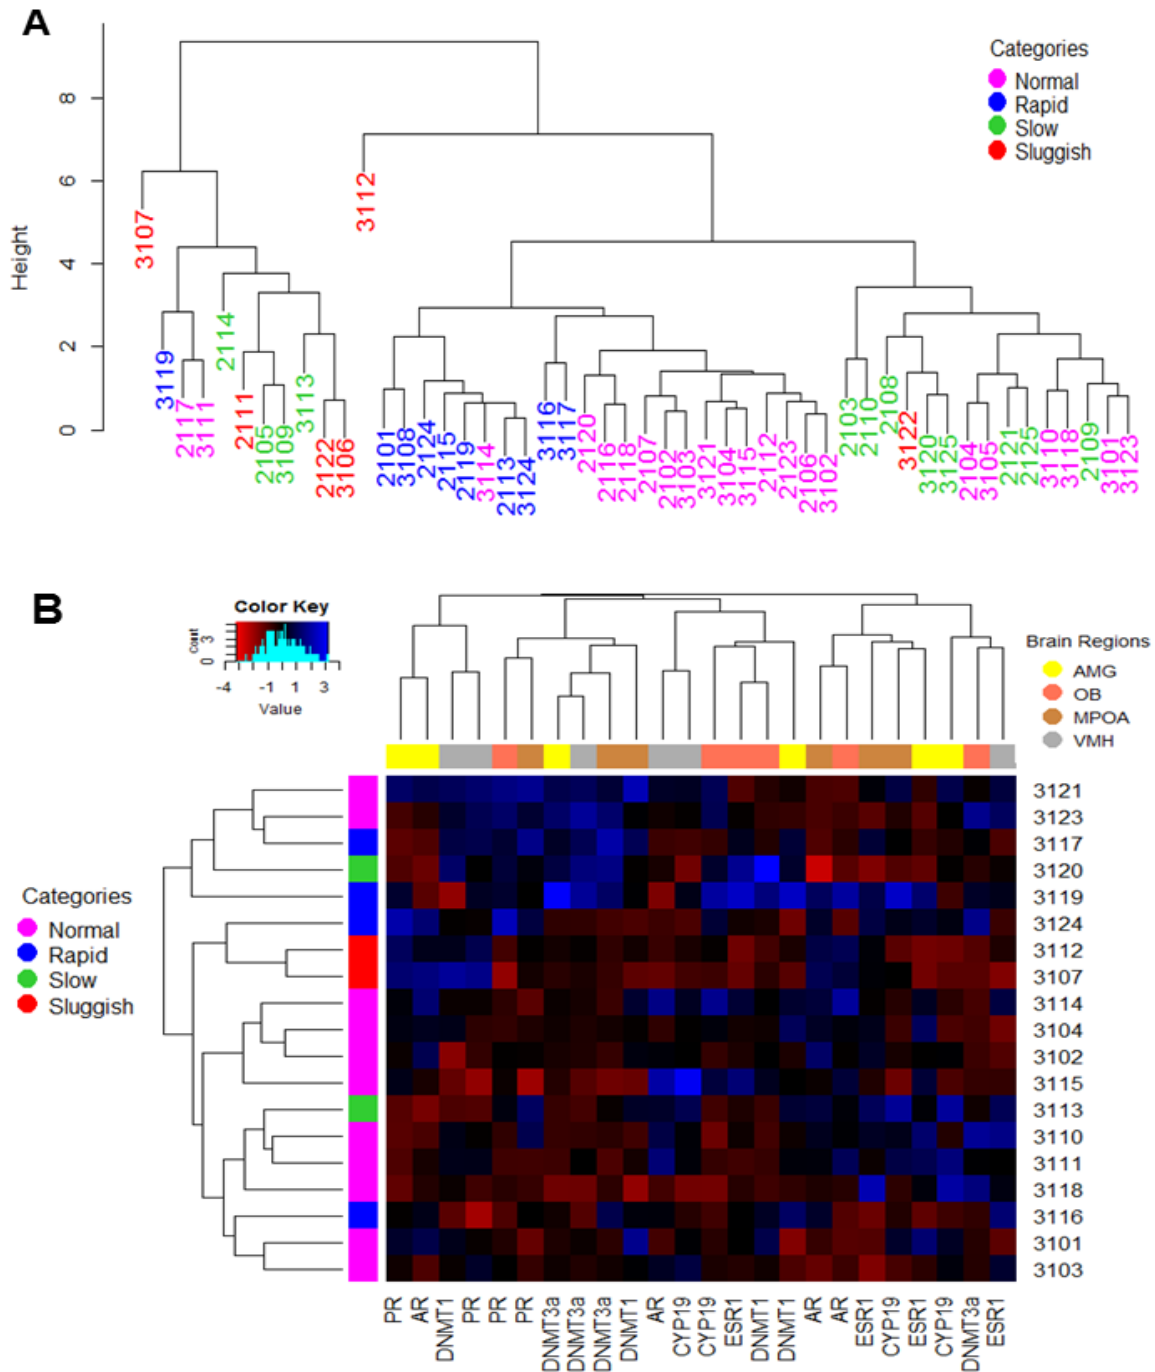 A
Categories
Normal
Rapid
Slow
Sluggish
Height
8
6
4
2
0
3107
3119
2117
3111
2114
2111
2105
3109
3113
2122
3106
3112
2101
3108
2124
2115
2119
3114
2113
3124
3116
3117
2120
2116
2118
2107
2102
3103
3121
3104
3115
2112
2123
2106
3102
2103
2110
2108
3122
3120
3125
2104
3105
2121
2125
3110
3118
2109
3101
3123
B
Color Key
Count
0 3
-4 -1 1 3
Value
Brain Regions
AMG
OB
MPOA
VMH
Categories
Normal
Rapid
Slow
Sluggish
3121
3123
3117
3120
3119
3124
3112
3107
3114
3104
3102
3115
3113
3110
3111
3118
3116
3101
3103
PR
AR
DNMT1
PR
PR
PR
DNMT3a
DNMT3a
DNMT3a
DNMT1
AR
CYP19
CYP19
ESR1
DNMT1
DNMT1
AR
AR
ESR1
CYP19
ESR1
CYP19
DNMT3a
ESR1